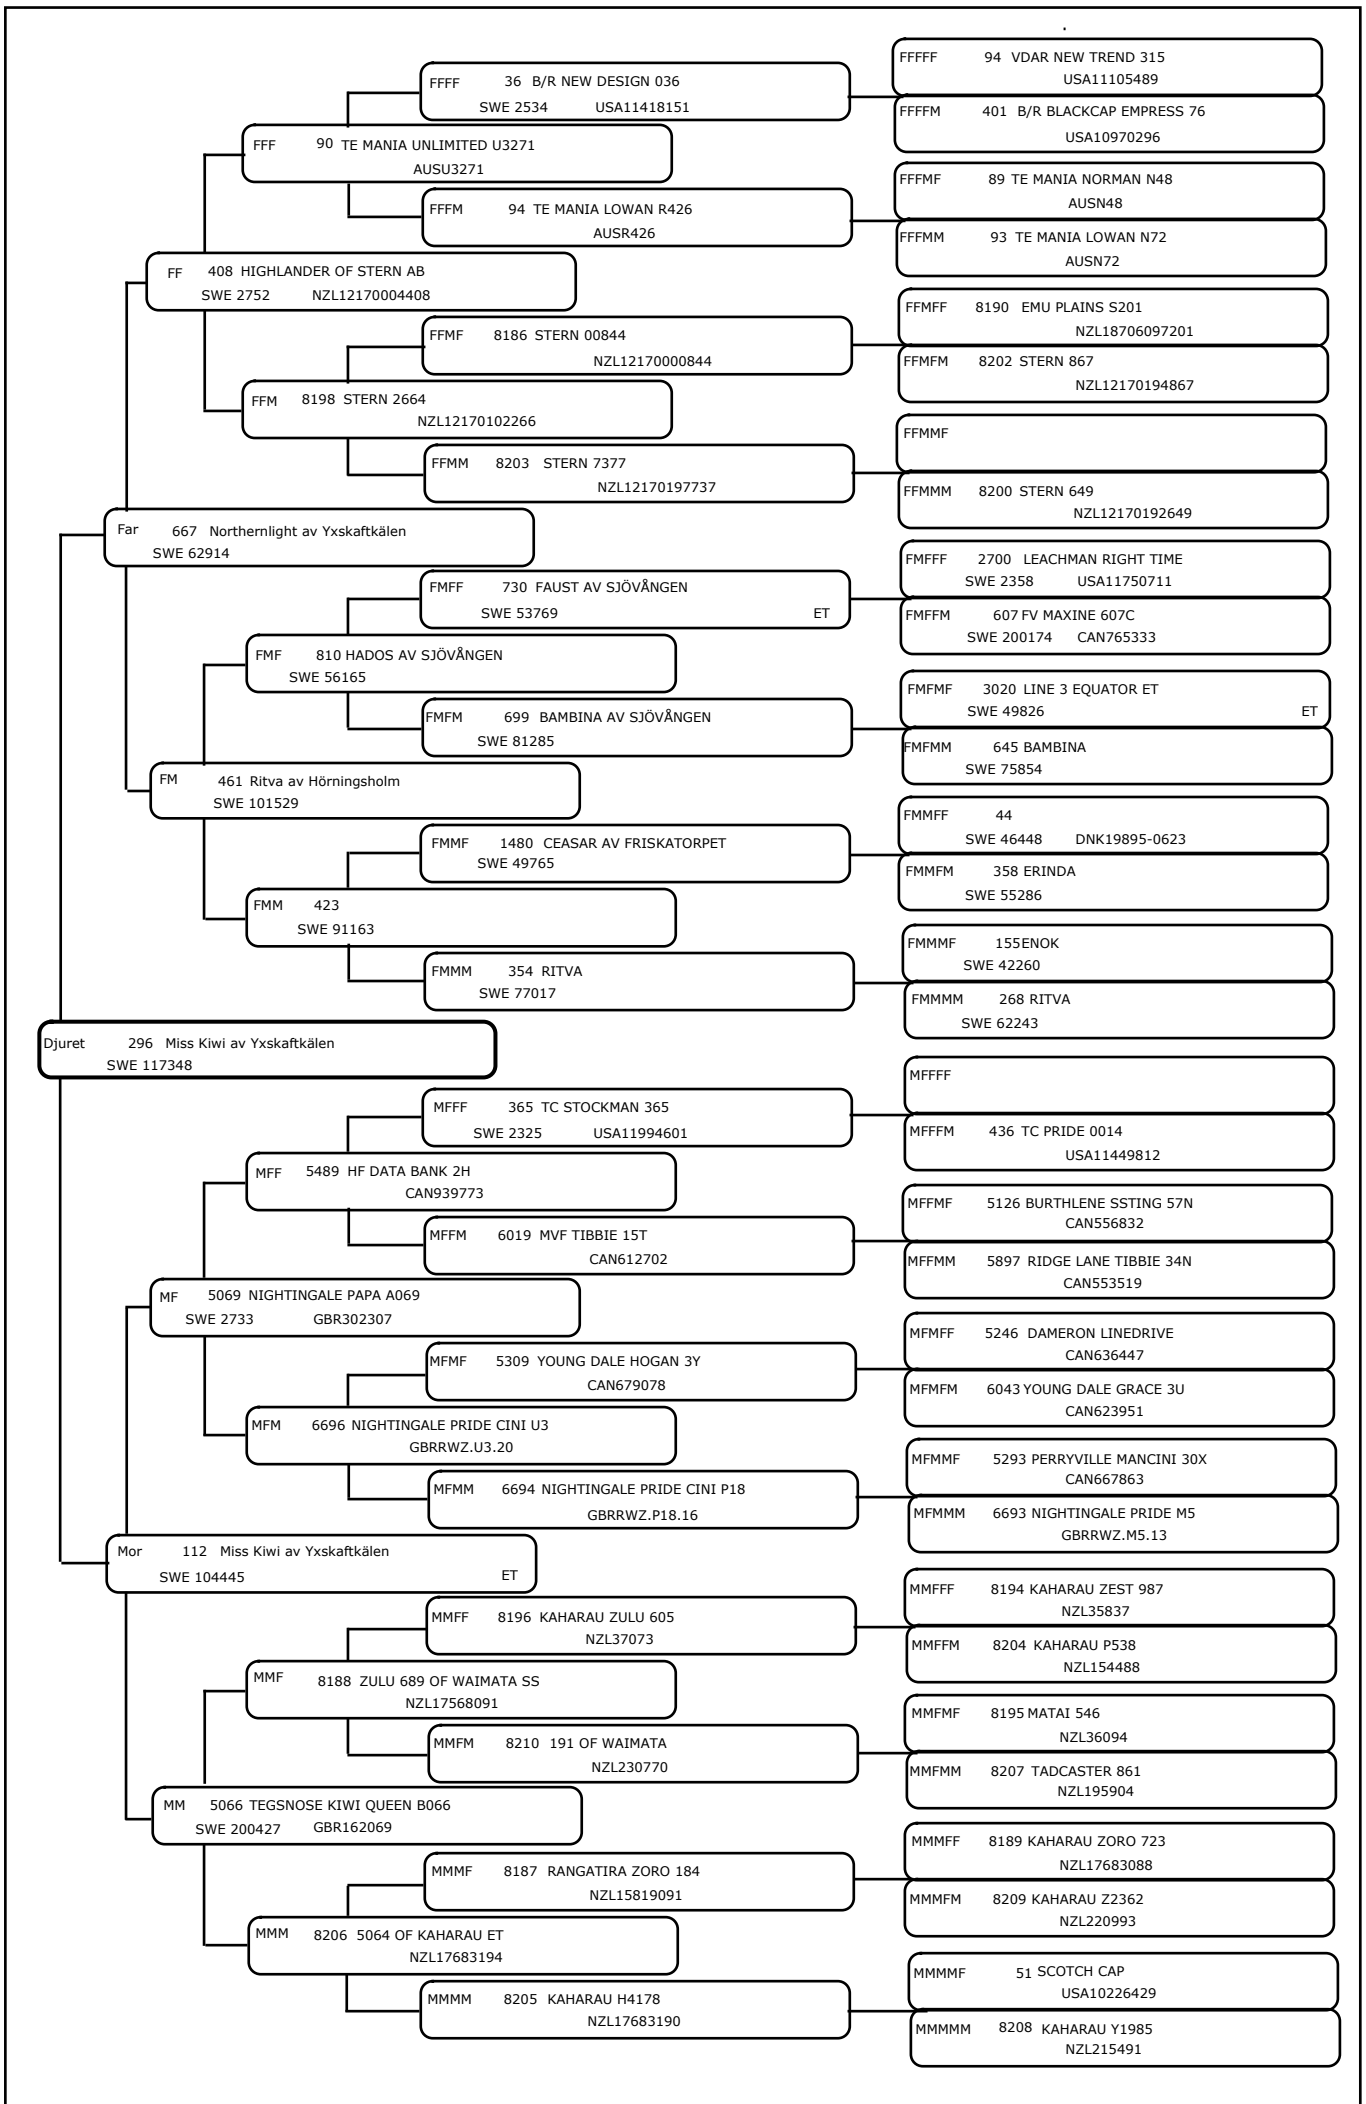 FFFFF 94 VDAR NEW TREND 315
USA11105489
FFFF 36 B/R NEW DESIGN 036
SWE 2534 USA11418151
FFFFM 401 B/R BLACKCAP EMPRESS 76
USA10970296
FFF 90 TE MANIA UNLIMITED U3271
AUSU3271
FFFMF 89 TE MANIA NORMAN N48
AUSN48
FFFM 94 TE MANIA LOWAN R426
AUSR426
FFFMM 93 TE MANIA LOWAN N72
AUSN72
FF 408 HIGHLANDER OF STERN AB
SWE 2752 NZL12170004408
FFMFF 8190 EMU PLAINS S201
NZL18706097201
FFMF 8186 STERN 00844
NZL12170000844
FFMFM 8202 STERN 867
NZL12170194867
FFM 8198 STERN 2664
NZL12170102266
FFMMF
FFMM 8203 STERN 7377
NZL12170197737
FFMMM 8200 STERN 649
NZL12170192649
Far 667 Northernlight av Yxskaftkälen
SWE 62914
FMFFF 2700 LEACHMAN RIGHT TIME
SWE 2358 USA11750711
FMFF 730 FAUST AV SJÖVÅNGEN
SWE 53769 ET
FMFFM 607 FV MAXINE 607C
SWE 200174 CAN765333
FMF 810 HADOS AV SJÖVÅNGEN
SWE 56165
FMFMF 3020 LINE 3 EQUATOR ET
SWE 49826 ET
FMFM 699 BAMBINA AV SJÖVÅNGEN
SWE 81285
FMFMM 645 BAMBINA
SWE 75854
FM 461 Ritva av Hörningsholm
SWE 101529
FMMFF 44
SWE 46448 DNK19895-0623
FMMF 1480 CEASAR AV FRISKATORPET
SWE 49765
FMMFM 358 ERINDA
SWE 55286
FMM 423
SWE 91163
FMMMF 155ENOK
SWE 42260
FMMM 354 RITVA
SWE 77017
FMMMM 268 RITVA
SWE 62243
Djuret 296 Miss Kiwi av Yxskaftkälen
SWE 117348
MFFFF
MFFF 365 TC STOCKMAN 365
SWE 2325 USA11994601
MFFFM 436 TC PRIDE 0014
USA11449812
MFF 5489 HF DATA BANK 2H
CAN939773
MFFMF 5126 BURTHLENE SSTING 57N
CAN556832
MFFM 6019 MVF TIBBIE 15T
CAN612702
MFFMM 5897 RIDGE LANE TIBBIE 34N
CAN553519
MF 5069 NIGHTINGALE PAPA A069
SWE 2733 GBR302307
MFMFF 5246 DAMERON LINEDRIVE
CAN636447
MFMF 5309 YOUNG DALE HOGAN 3Y
CAN679078
MFMFM 6043 YOUNG DALE GRACE 3U
CAN623951
MFM 6696 NIGHTINGALE PRIDE CINI U3
GBRRWZ.U3.20
MFMMF 5293 PERRYVILLE MANCINI 30X
CAN667863
MFMM 6694 NIGHTINGALE PRIDE CINI P18
GBRRWZ.P18.16
MFMMM 6693 NIGHTINGALE PRIDE M5
GBRRWZ.M5.13
Mor 112 Miss Kiwi av Yxskaftkälen
SWE 104445 ET
MMFFF 8194 KAHARAU ZEST 987
NZL35837
MMFF 8196 KAHARAU ZULU 605
NZL37073
MMFFM 8204 KAHARAU P538
NZL154488
MMF 8188 ZULU 689 OF WAIMATA SS
NZL17568091
MMFMF 8195 MATAI 546
NZL36094
MMFM 8210 191 OF WAIMATA
NZL230770
MMFMM 8207 TADCASTER 861
NZL195904
MM 5066 TEGSNOSE KIWI QUEEN B066
SWE 200427 GBR162069
MMMFF 8189 KAHARAU ZORO 723
NZL17683088
MMMF 8187 RANGATIRA ZORO 184
NZL15819091
MMMFM 8209 KAHARAU Z2362
NZL220993
MMM 8206 5064 OF KAHARAU ET
NZL17683194
MMMMF 51 SCOTCH CAP
USA10226429
MMMM 8205 KAHARAU H4178
NZL17683190
MMMMM 8208 KAHARAU Y1985
NZL215491